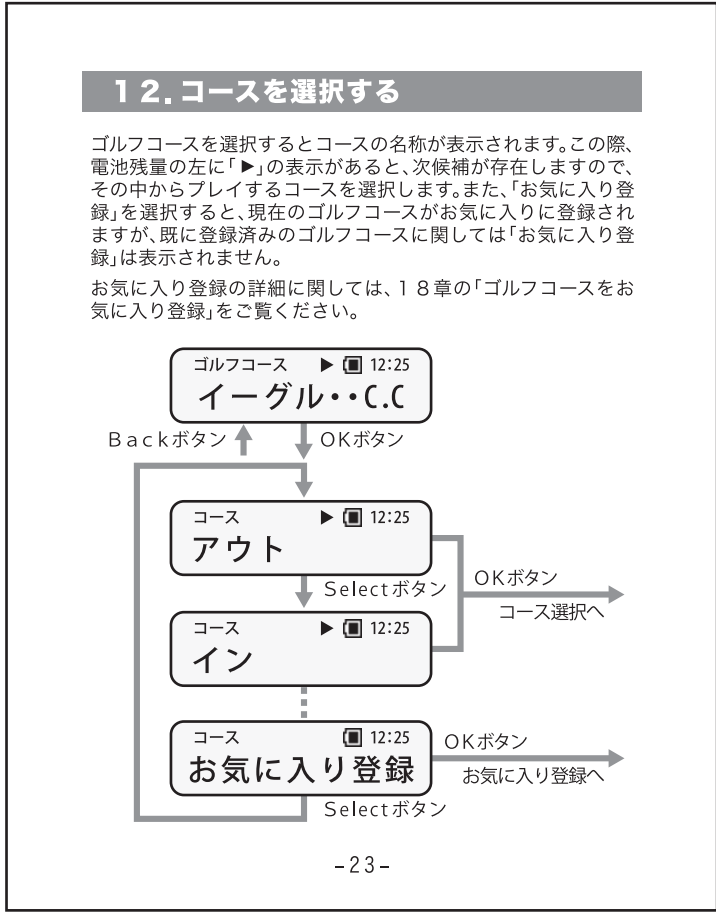 12.コースを選択する
ゴルフコースを選択するとコースの名称が表示されます。この際、
電池残量の左に「▶」の表示があると、次候補が存在しますので、
その中からプレイするコースを選択します。また、「お気に入り登
録」を選択すると、現在のゴルフコースがお気に入りに登録され
ますが、既に登録済みのゴルフコースに関しては「お気に入り登
録」は表示されません。
お気に入り登録の詳細に関しては、18章の「ゴルフコースをお
気に入り登録」をご覧ください。
ゴルフコース ▶ 12:25
イーグル・・C.C
Backボタン OKボタン
コース ▶ 12:25
アウト
Selectボタン
OKボタン
コース選択へ
コース ▶ 12:25
イン
コース 12:25
お気に入り登録
OKボタン
お気に入り登録へ
Selectボタン
-23-